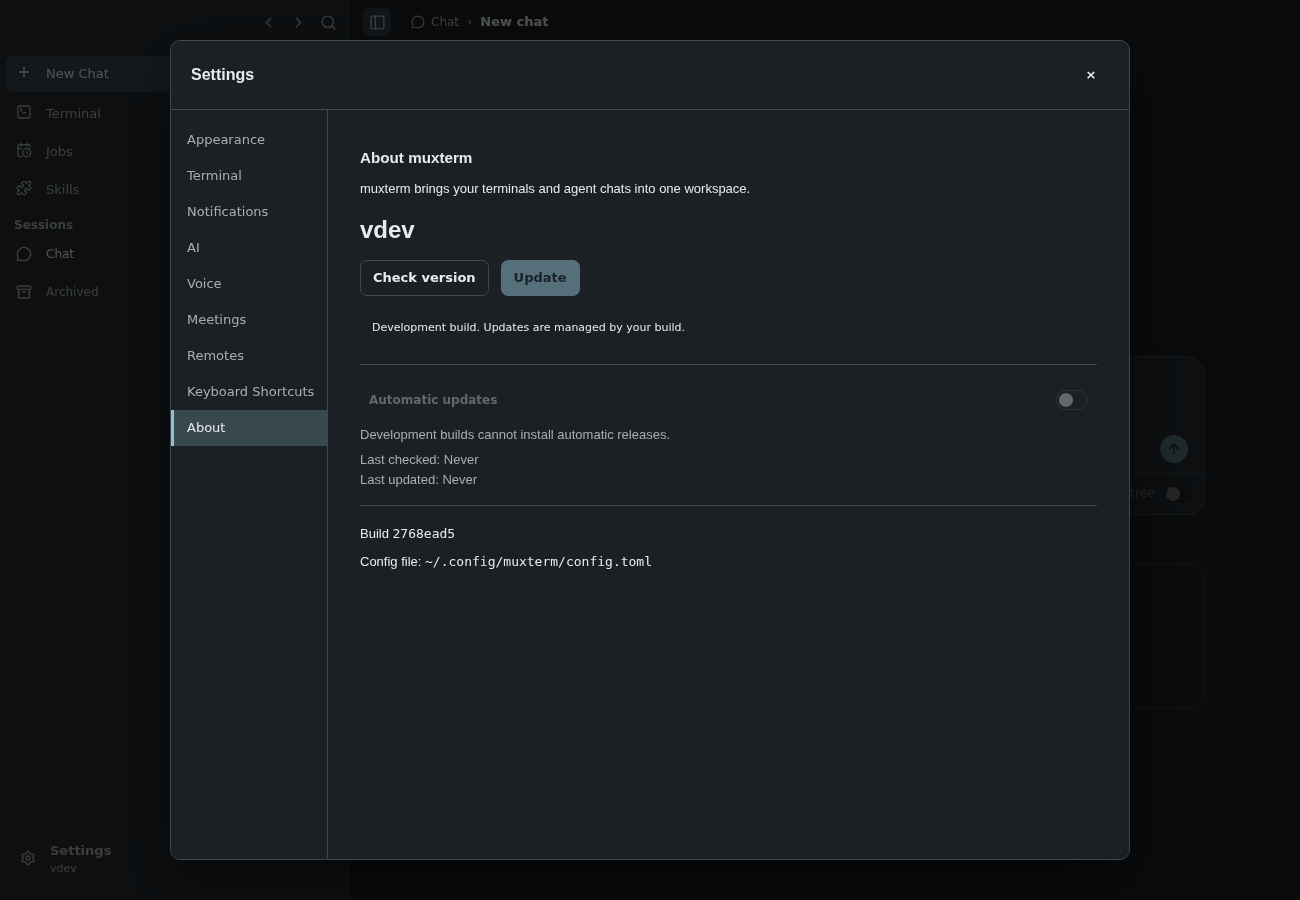 Chat › New chat
Settings
×
New Chat
Terminal
Jobs
Skills
Sessions
Chat
Archived
Settings
vdev
Appearance
Terminal
Notifications
AI
Voice
Meetings
Remotes
Keyboard Shortcuts
About
About muxterm
muxterm brings your terminals and agent chats into one workspace.
vdev
Check version
Update
Development build. Updates are managed by your build.
Automatic updates
Development builds cannot install automatic releases.
Last checked: Never
Last updated: Never
Build 2768ead5
Config file: ~/.config/muxterm/config.toml
tree